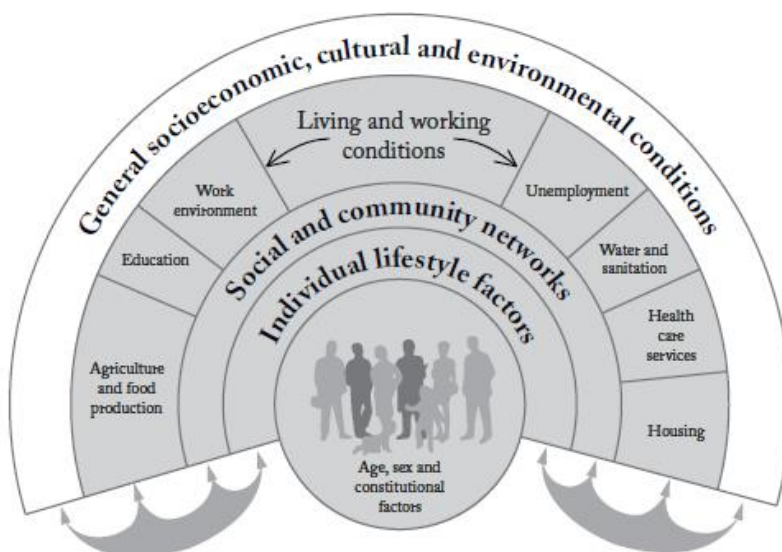 General socioeconomic, cultural and environmental conditions
Living and working
conditions
Work
environment
Unemployment
Education
Water and
sanitation
Agriculture
and food
production
Health
care
services
Housing
Social and community networks
Individual lifestyle factors
Age, sex and
constitutional
factors